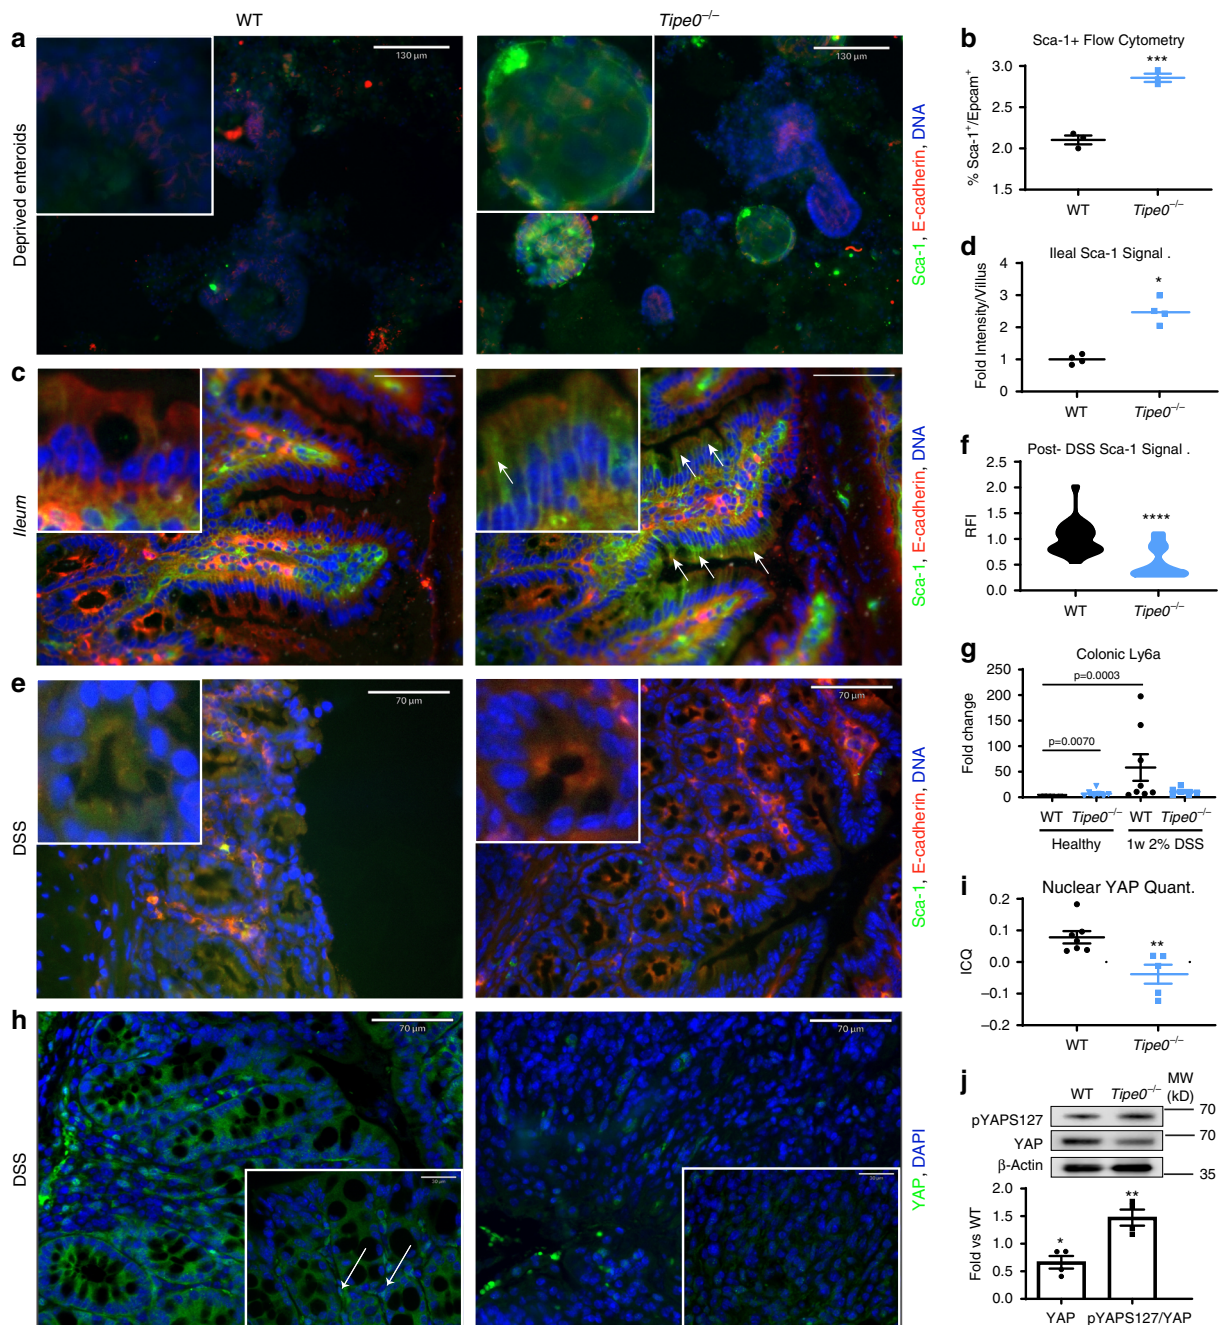 WT
Tipe0–/–
a
Deprived enteroids
130 µm
130 µm
Sca-1, E-cadherin, DNA
b
Sca-1+ Flow Cytometry
% Sca-1+/Epcam+
3.0
2.5
2.0
1.5
***
WT
Tipe0–/–
c
Ileum
Sca-1, E-cadherin, DNA
d
Ileal Sca-1 Signal .
Fold Intensity/Villus
4
3
2
1
0
*
WT
Tipe0–/–
e
DSS
70 µm
70 µm
Sca-1, E-cadherin, DNA
f
Post- DSS Sca-1 Signal .
RFI
2.5
2.0
1.5
1.0
0.5
0.0
****
WT
Tipe0–/–
g
Colonic Ly6a
Fold change
250
200
150
100
50
0
p=0.0003
p=0.0070
WT Tipe0–/– WT Tipe0–/–
Healthy 1w 2% DSS
h
DSS
70 µm
30 µm
70 µm
30 µm
YAP, DAPI
i
Nuclear YAP Quant.
ICQ
0.2
0.1
0.0
–0.1
–0.2
**
WT
Tipe0–/–
j
WT Tipe0–/– MW (kD)
pYAPS127 70
YAP 70
β-Actin 35
Fold vs WT
2.0
1.5
1.0
0.5
0.0
*
**
YAP pYAPS127/YAP